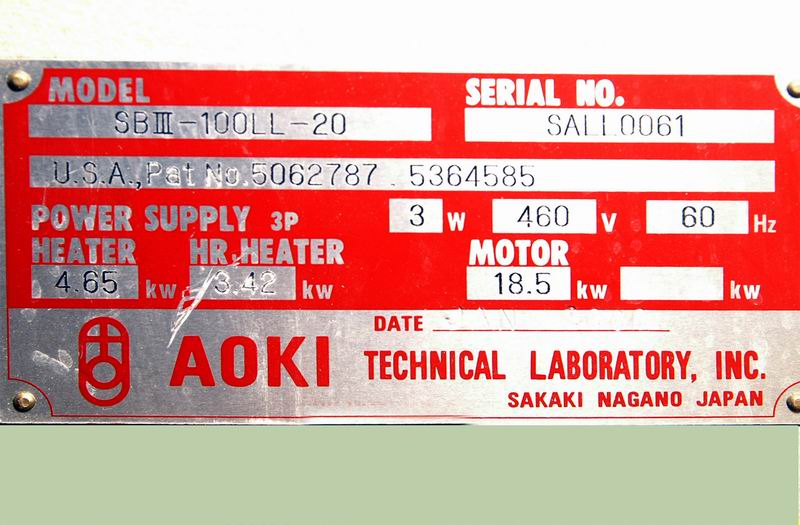 MODEL SERIAL NO.
SBⅢ-100LL-20 SALL0061
U.S.A., Pat No. 5062787 . 5364585
POWER SUPPLY 3P 3 W 460 V 60 Hz
HEATER HR, HEATER MOTOR
4.65 kw 3.42 kw 18.5 kw kw
DATE
AOKI TECHNICAL LABORATORY, INC.
SAKAKI NAGANO JAPAN